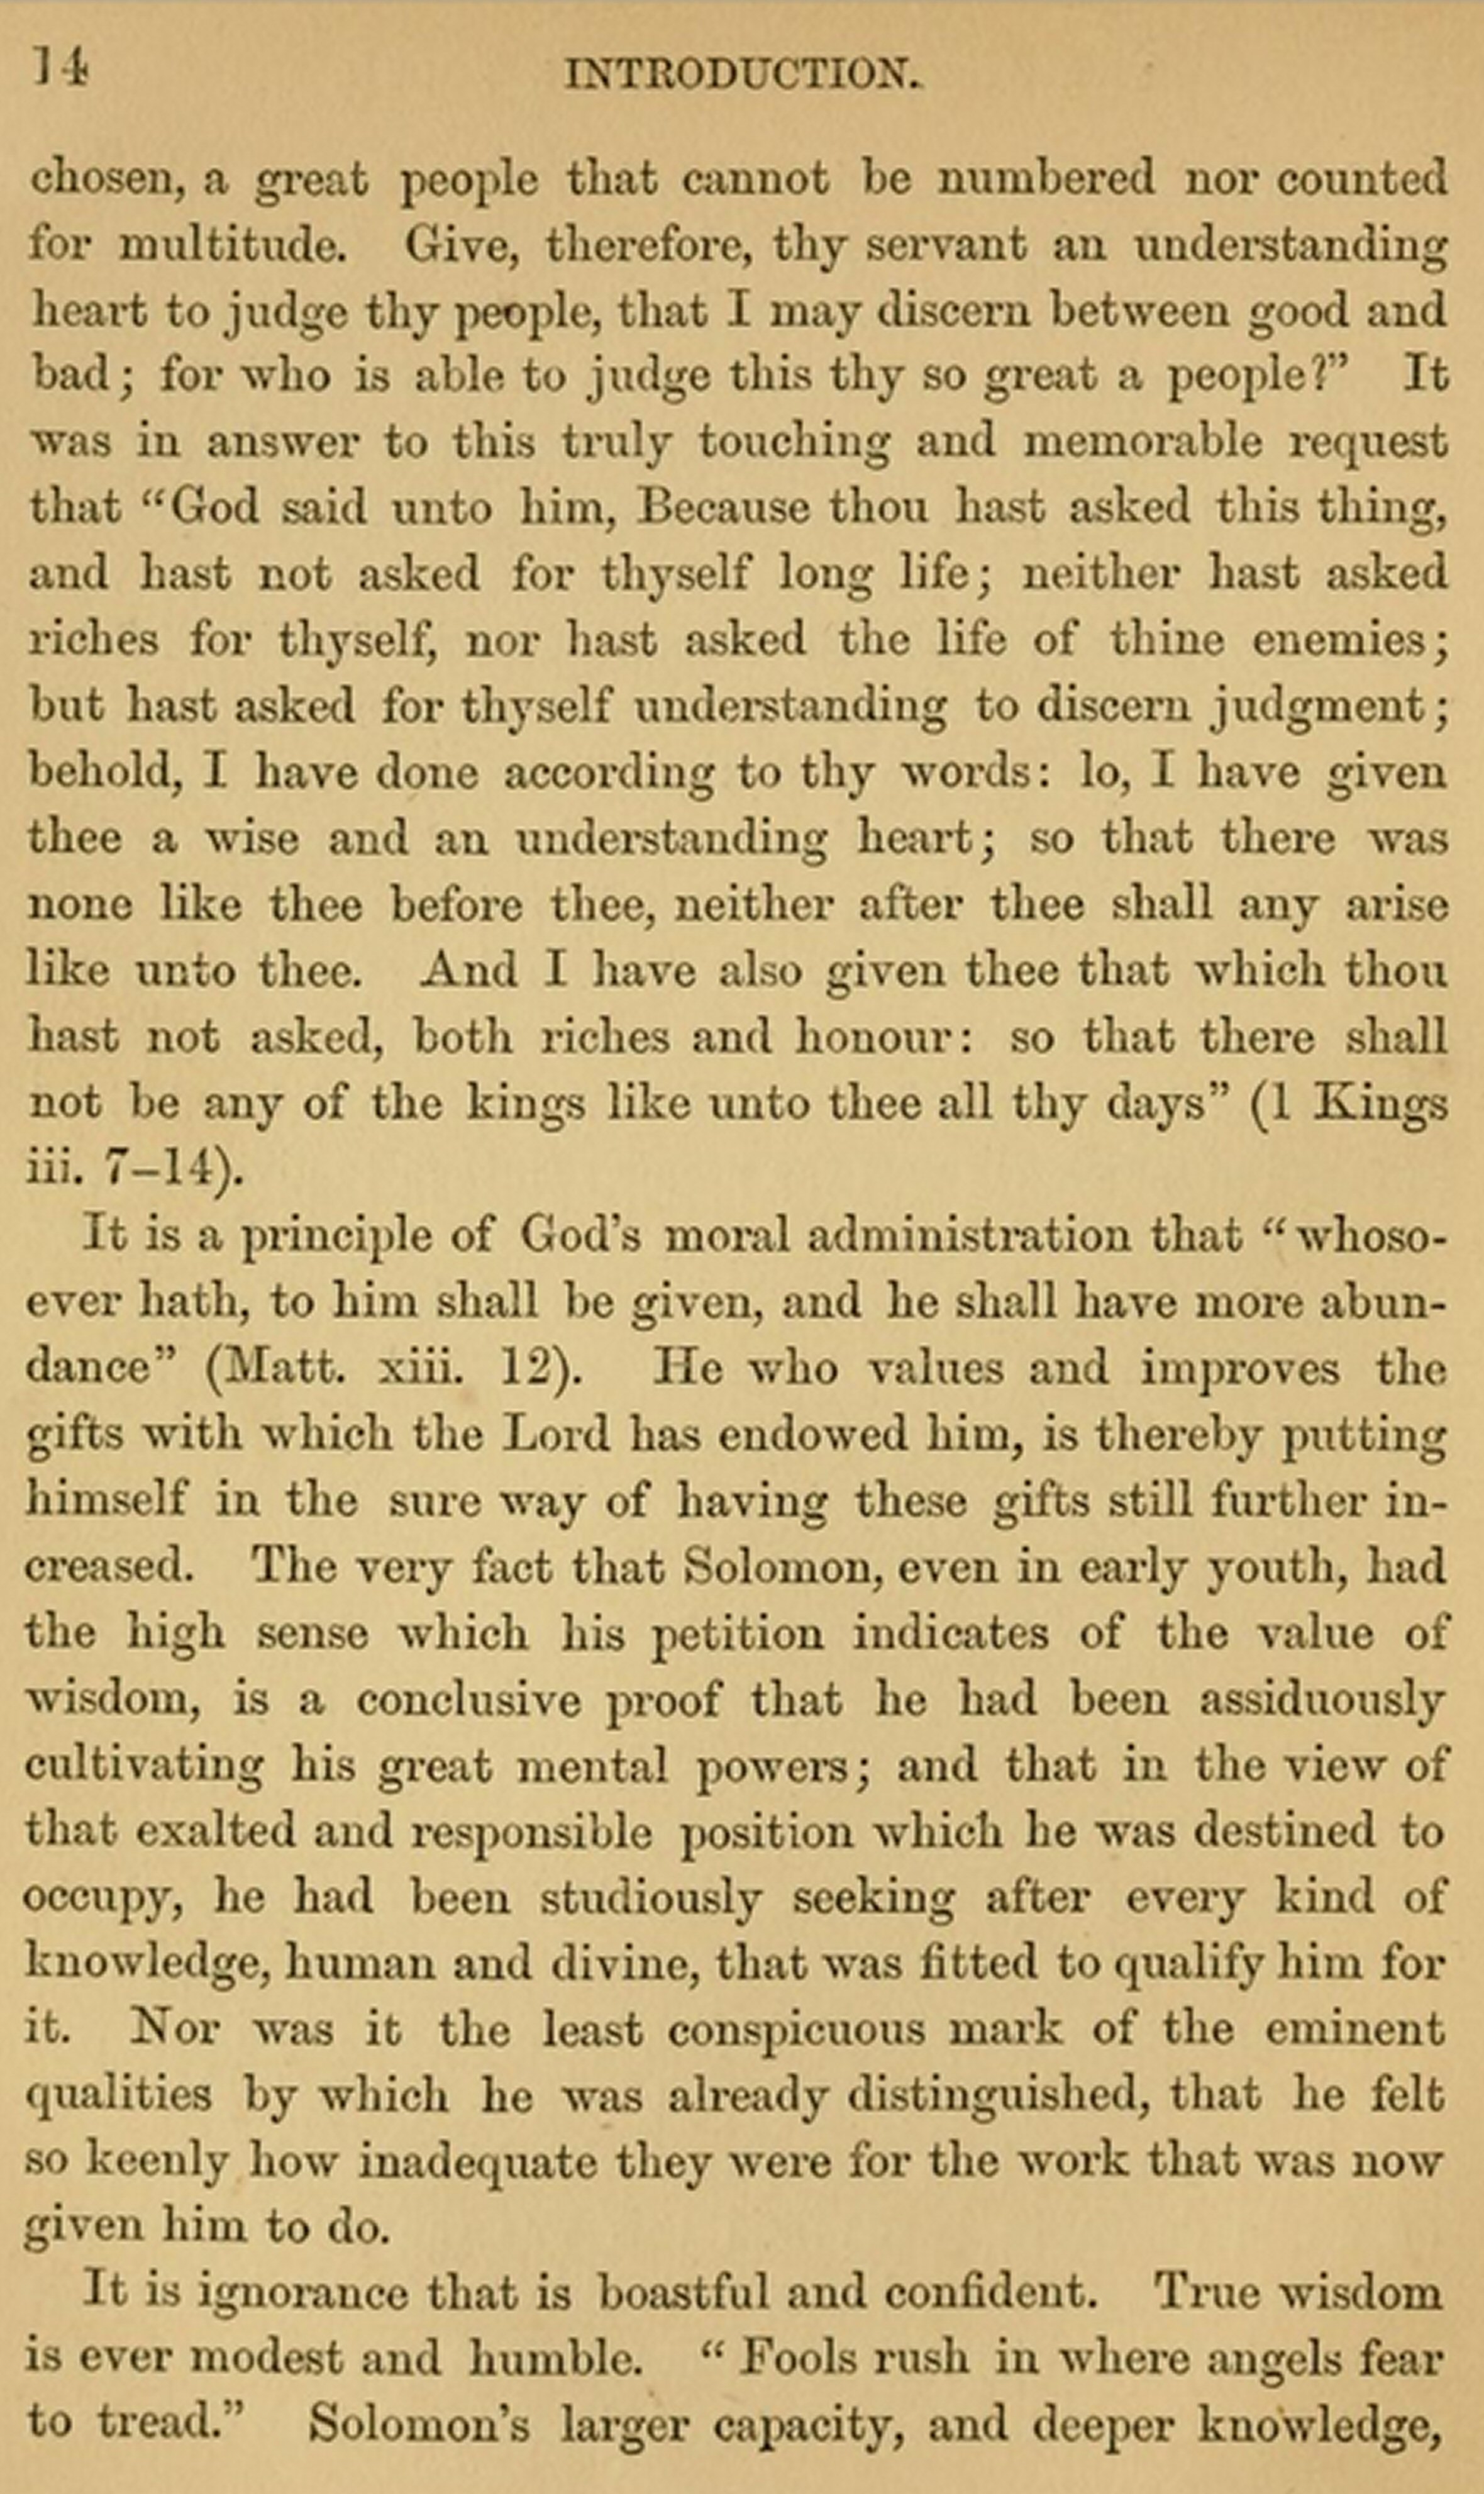 14
INTRODUCTION.
chosen, a great people that cannot be numbered nor counted
for multitude. Give, therefore, thy servant an understanding
heart to judge thy people, that I may discern between good and
bad; for who is able to judge this thy so great a people?” It
was in answer to this truly touching and memorable request
that “God said unto him, Because thou hast asked this thing,
and hast not asked for thyself long life; neither hast asked
riches for thyself, nor hast asked the life of thine enemies;
but hast asked for thyself understanding to discern judgment;
behold, I have done according to thy words: lo, I have given
thee a wise and an understanding heart; so that there was
none like thee before thee, neither after thee shall any arise
like unto thee. And I have also given thee that which thou
hast not asked, both riches and honour: so that there shall
not be any of the kings like unto thee all thy days” (1 Kings
iii. 7–14).
It is a principle of God's moral administration that “whoso-
ever hath, to him shall be given, and he shall have more abun-
dance” (Matt. xiii. 12). He who values and improves the
gifts with which the Lord has endowed him, is thereby putting
himself in the sure way of having these gifts still further in-
creased. The very fact that Solomon, even in early youth, had
the high sense which his petition indicates of the value of
wisdom, is a conclusive proof that he had been assiduously
cultivating his great mental powers; and that in the view of
that exalted and responsible position which he was destined to
occupy, he had been studiously seeking after every kind of
knowledge, human and divine, that was fitted to qualify him for
it. Nor was it the least conspicuous mark of the eminent
qualities by which he was already distinguished, that he felt
so keenly how inadequate they were for the work that was now
given him to do.
It is ignorance that is boastful and confident. True wisdom
is ever modest and humble. “Fools rush in where angels fear
to tread.” Solomon's larger capacity, and deeper knowledge,